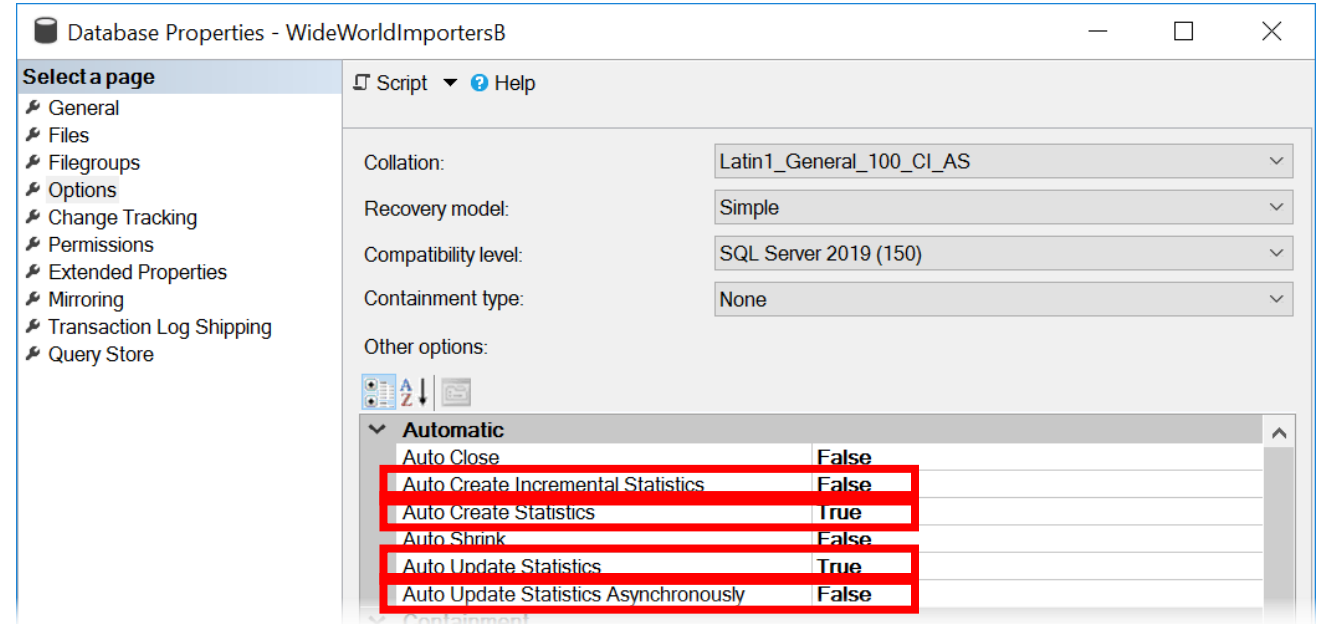 Database Properties - WideWorldImportersB
Select a page
General
Files
Filegroups
Options
Change Tracking
Permissions
Extended Properties
Mirroring
Transaction Log Shipping
Query Store
Script Help
Collation: Latin1_General_100_CI_AS
Recovery model: Simple
Compatibility level: SQL Server 2019 (150)
Containment type: None
Other options:
A
Z
Automatic
Auto Close False
Auto Create Incremental Statistics False
Auto Create Statistics True
Auto Shrink False
Auto Update Statistics True
Auto Update Statistics Asynchronously False
Containment